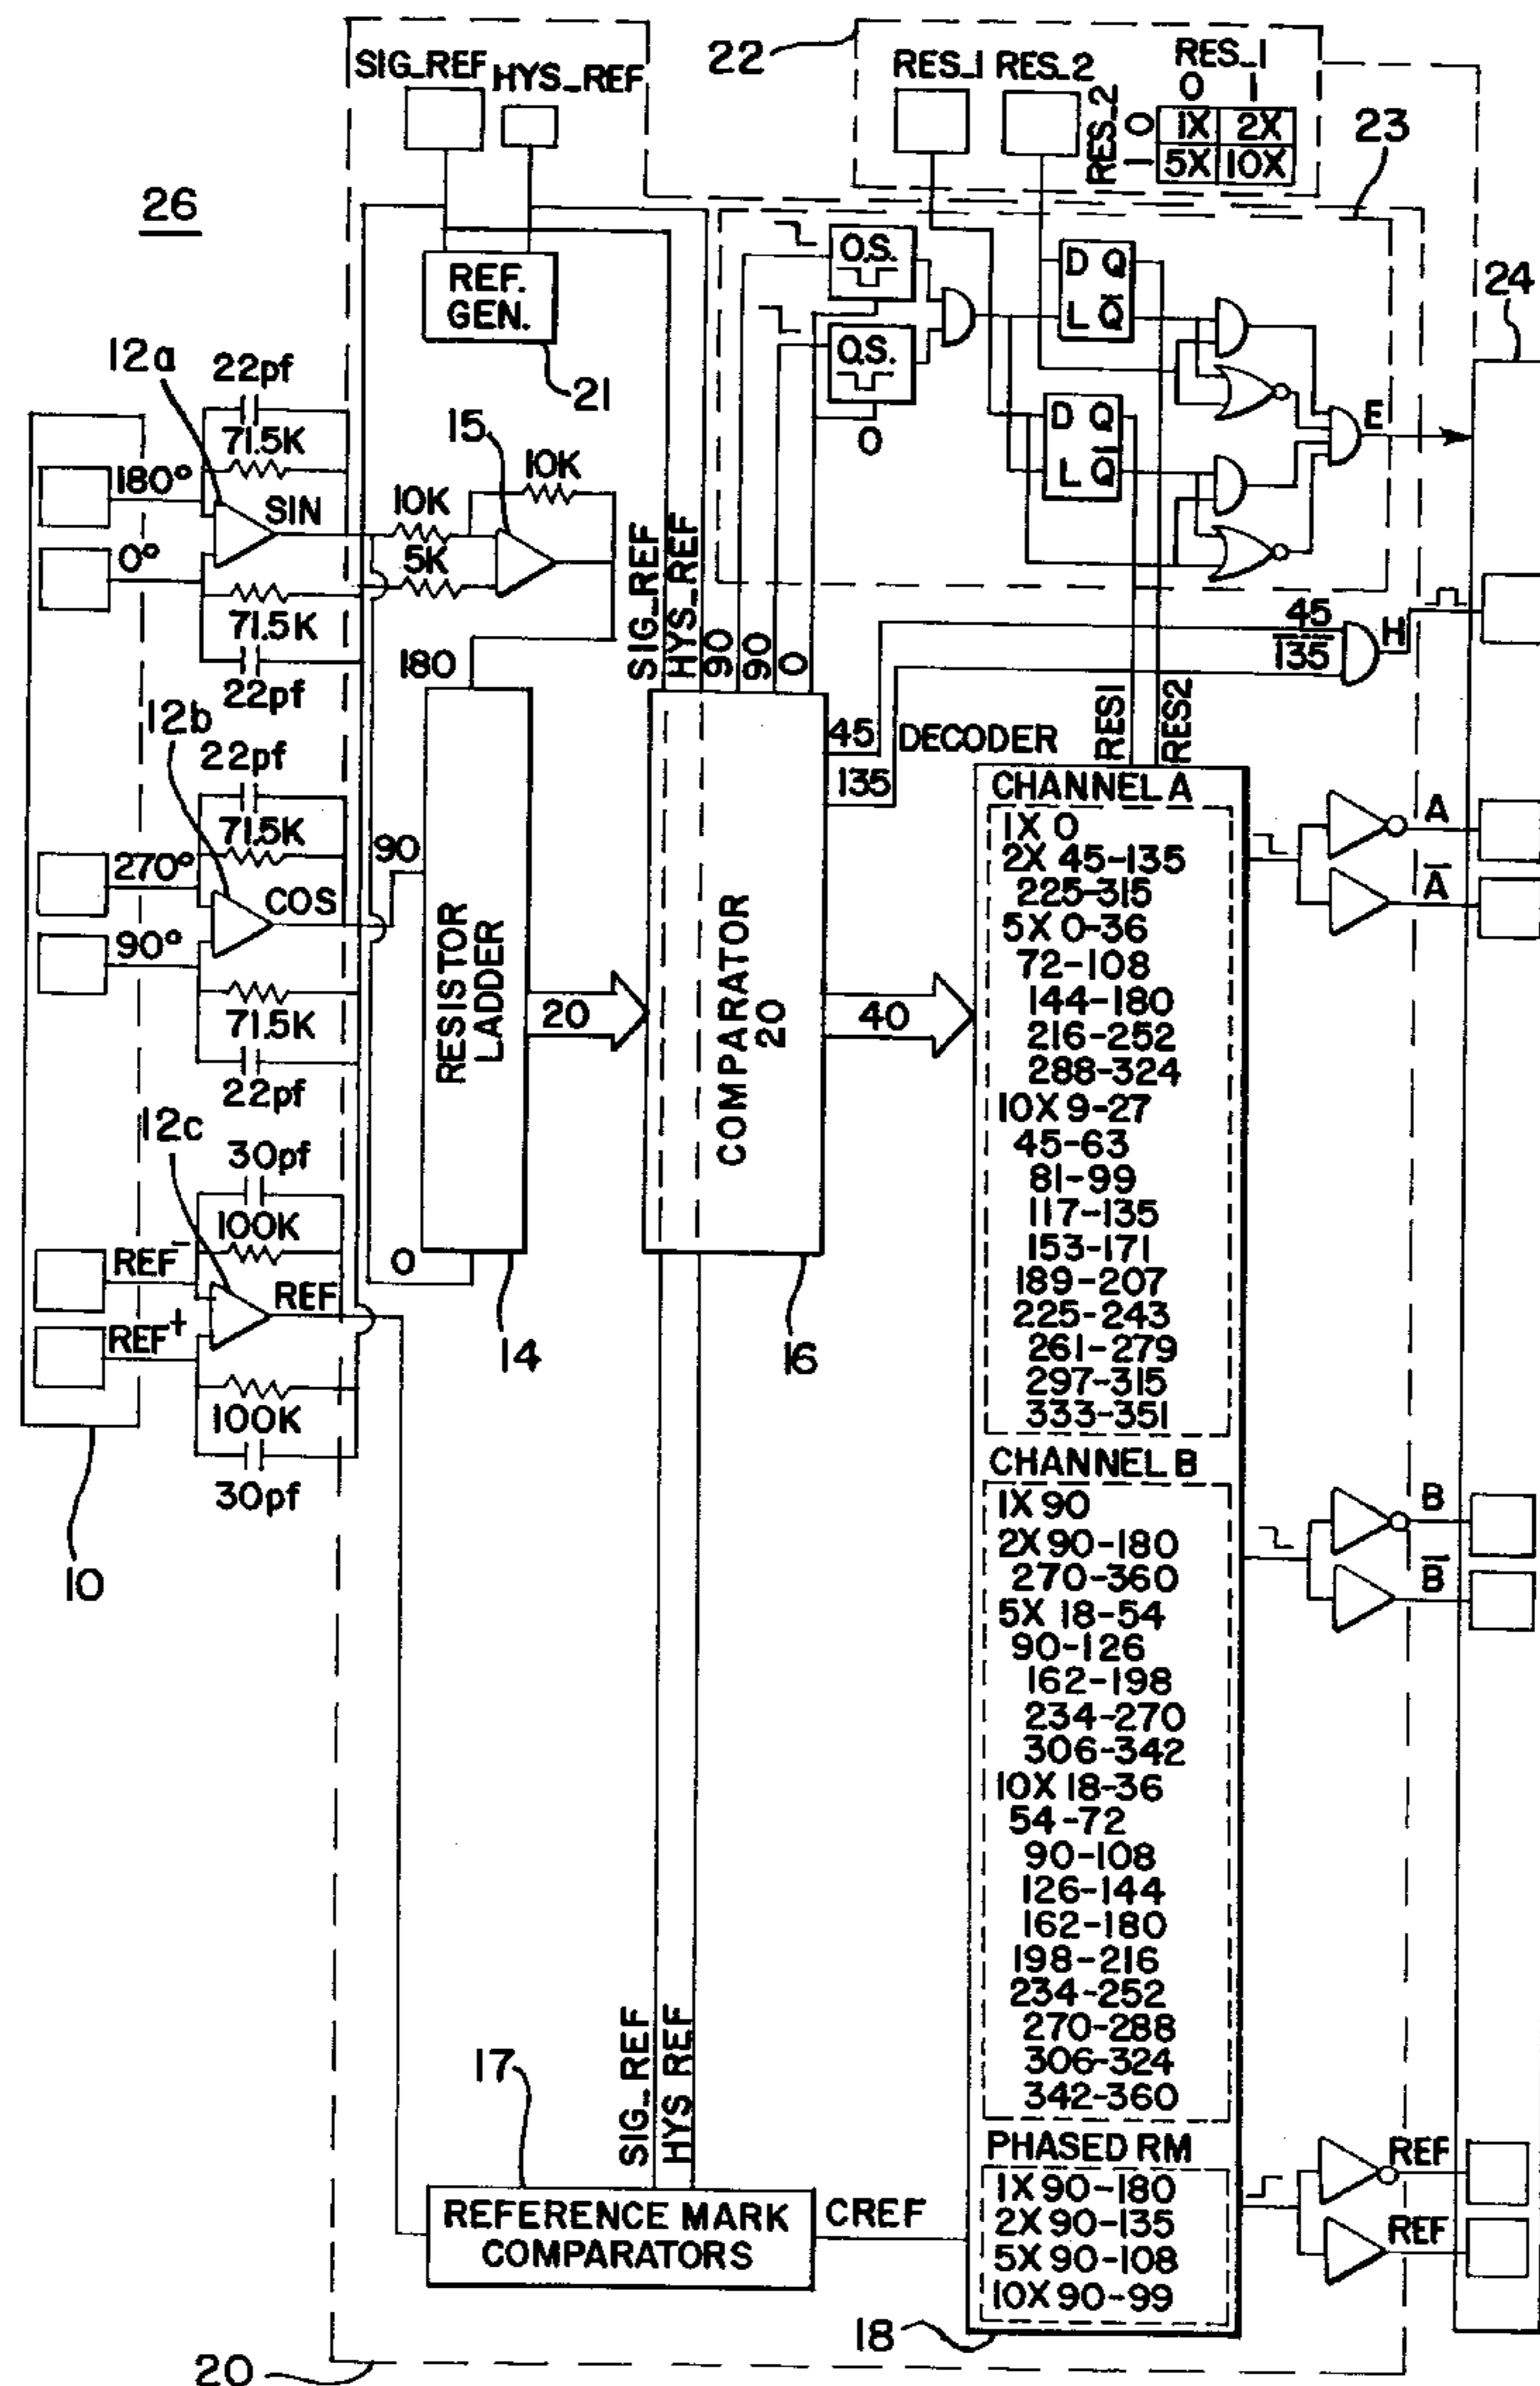 22
SIG_REF
HYS_REF
RES_1 RES_2
RES_1
0 1
RES_2
0 1X 2X
1 5X 10X
23
26
24
REF.
GEN.
21
O.S.
O.S.
0
D Q
L Q̅
D Q
L Q̅
E
12a
22pf
71.5K
180°
0°
SIN
71.5K
22pf
15
10K
10K
5K
180
SIG_REF
HYS_REF
90
90
0
45
1̅3̅5̅
H
12b
22pf
71.5K
270°
90°
COS
71.5K
22pf
90
RESISTOR
LADDER
20
COMPARATOR
20
40
45
135
DECODER
RES1
RES2
12c
30pf
100K
REF-
REF+
REF
100K
30pf
0
14
16
10
CHANNEL A
1X 0
2X 45-135
225-315
5X 0-36
72-108
144-180
216-252
288-324
10X 9-27
45-63
81-99
117-135
153-171
189-207
225-243
261-279
297-315
333-351
A
A̅
CHANNEL B
1X 90
2X 90-180
270-360
5X 18-54
90-126
162-198
234-270
306-342
10X 18-36
54-72
90-108
126-144
162-180
198-216
234-252
270-288
306-324
342-360
B
B̅
SIG_REF
HYS_REF
17
REFERENCE MARK
COMPARATORS
CREF
PHASED RM
1X 90-180
2X 90-135
5X 90-108
10X 90-99
REF
REF
18
20